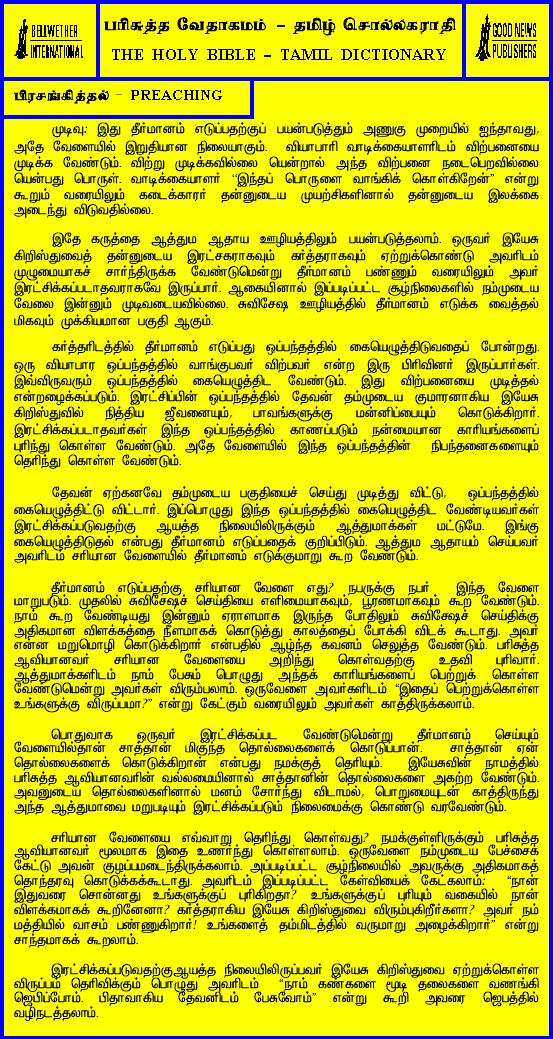 BELLWETHER
INTERNATIONAL
பரிசுத்த வேதாகமம் - தமிழ் சொல்லகராதி
THE HOLY BIBLE - TAMIL DICTIONARY
GOOD NEWS
PUBLISHERS
பிரசங்கித்தல் - PREACHING
முடிவு: இது தீர்மானம் எடுப்பதற்குப் பயன்படுத்தும் அணுகு முறையில் ஐந்தாவது,
அதே வேளையில் இறுதியான நிலையாகும். வியாபாரி வாடிக்கையாளரிடம் விற்பனையை
முடிக்க வேண்டும். விற்று முடிக்கவில்லை யென்றால் அந்த விற்பனை நடைபெறவில்லை
யென்பது பொருள். வாடிக்கையாளர் "இந்தப் பொருளை வாங்கிக் கொள்கிறேன்" என்று
கூறும் வரையிலும் கடைக்காரர் தன்னுடைய முயற்சிகளினால் தன்னுடைய இலக்கை
அடைந்து விடுவதில்லை.
இதே கருத்தை ஆத்தும ஆதாய ஊழியத்திலும் பயன்படுத்தலாம். ஒருவர் இயேசு
கிறிஸ்துவைத் தன்னுடைய இரட்சகராகவும் கர்த்தராகவும் ஏற்றுக்கொண்டு அவரிடம்
முழுமையாகச் சார்ந்திருக்க வேண்டுமென்று தீர்மானம் பண்ணும் வரையிலும் அவர்
இரட்சிக்கப்படாதவராகவே இருப்பார். ஆகையினால் இப்படிப்பட்ட சூழ்நிலைகளில் நம்முடைய
வேலை இன்னும் முடிவடையவில்லை. சுவிசேஷ ஊழியத்தில் தீர்மானம் எடுக்க வைத்தல்
மிகவும் முக்கியமான பகுதி ஆகும்.
கர்த்தரிடத்தில் தீர்மானம் எடுப்பது ஒப்பந்தத்தில் கையெழுத்திடுவதைப் போன்றது.
ஒரு வியாபார ஒப்பந்தத்தில் வாங்குபவர் விற்பவர் என்ற இரு பிரிவினர் இருப்பார்கள்.
இவ்விருவரும் ஒப்பந்தத்தில் கையெழுத்திட வேண்டும். இது விற்பனையை முடித்தல்
என்றழைக்கப்படும். இரட்சிப்பின் ஒப்பந்தத்தில் தேவன் தம்முடைய குமாரனாகிய இயேசு
கிறிஸ்துவில் நித்திய ஜீவனையும், பாவங்களுக்கு மன்னிப்பையும் கொடுக்கிறார்.
இரட்சிக்கப்படாதவர்கள் இந்த ஒப்பந்தத்தில் காணப்படும் நன்மையான காரியங்களைப்
புரிந்து கொள்ள வேண்டும். அதே வேளையில் இந்த ஒப்பந்தத்தின் நிபந்தனைகளையும்
தெரிந்து கொள்ள வேண்டும்.
தேவன் ஏற்கனவே தம்முடைய பகுதியைச் செய்து முடித்து விட்டு, ஒப்பந்தத்தில்
கையெழுத்திட்டு விட்டார். இப்பொழுது இந்த ஒப்பந்தத்தில் கையெழுத்திட வேண்டியவர்கள்
இரட்சிக்கப்படுவதற்கு ஆயத்த நிலையிலிருக்கும் ஆத்துமாக்கள் மட்டுமே. இங்கு
கையெழுத்திடுதல் என்பது தீர்மானம் எடுப்பதைக் குறிப்பிடும். ஆத்தும ஆதாயம் செய்பவர்
அவரிடம் சரியான வேளையில் தீர்மானம் எடுக்குமாறு கூற வேண்டும்.
தீர்மானம் எடுப்பதற்கு சரியான வேளை எது? நபருக்கு நபர் இந்த வேளை
மாறுபடும். முதலில் சுவிசேஷச் செய்தியை எளிமையாகவும், பூரணமாகவும் கூற வேண்டும்.
நாம் கூற வேண்டியது இன்னும் ஏராளமாக இருந்த போதிலும் சுவிசேஷச் செய்திக்கு
அதிகமான விளக்கத்தை நீளமாகக் கொடுத்து காலத்தைப் போக்கி விடக் கூடாது. அவர்
என்ன மறுமொழி கொடுக்கிறார் என்பதில் ஆழ்ந்த கவனம் செலுத்த வேண்டும். பரிசுத்த
ஆவியானவர் சரியான வேளையை அறிந்து கொள்வதற்கு உதவி புரிவார்.
ஆத்துமாக்களிடம் நாம் பேசும் பொழுது அந்தக் காரியங்களைப் பெற்றுக் கொள்ள
வேண்டுமென்று அவர்கள் விரும்பலாம். ஒருவேளை அவர்களிடம் "இதைப் பெற்றுக்கொள்ள
உங்களுக்கு விருப்பமா?" என்று கேட்கும் வரையிலும் அவர்கள் காத்திருக்கலாம்.
பொதுவாக ஒருவர் இரட்சிக்கப்பட வேண்டுமென்று தீர்மானம் செய்யும்
வேளையில்தான் சாத்தான் மிகுந்த தொல்லைகளைக் கொடுப்பான். சாத்தான் ஏன்
தொல்லைகளைக் கொடுக்கிறான் என்பது நமக்குத் தெரியும். இயேசுவின் நாமத்தில்
பரிசுத்த ஆவியானவரின் வல்லமையினால் சாத்தானின் தொல்லைகளை அகற்ற வேண்டும்.
அவனுடைய தொல்லைகளினால் மனம் சோர்ந்து விடாமல், பொறுமையுடன் காத்திருந்து
அந்த ஆத்துமாவை மறுபடியும் இரட்சிக்கப்படும் நிலைமைக்கு கொண்டு வரவேண்டும்.
சரியான வேளையை எவ்வாறு தெரிந்து கொள்வது? நமக்குள்ளிருக்கும் பரிசுத்த
ஆவியானவர் மூலமாக இதை உணர்ந்து கொள்ளலாம். ஒருவேளை நம்முடைய பேச்சைக்
கேட்டு அவன் குழப்பமடைந்திருக்கலாம். அப்படிப்பட்ட சூழ்நிலையில் அவருக்கு அதிகமாகத்
தொந்தரவு கொடுக்கக்கூடாது. அவரிடம் இப்படிப்பட்ட கேள்வியைக் கேட்கலாம்: "நான்
இதுவரை சொன்னது உங்களுக்குப் புரிகிறதா? உங்களுக்குப் புரியும் வகையில் நான்
விளக்கமாகக் கூறினேனா? கர்த்தராகிய இயேசு கிறிஸ்துவை விரும்புகிறீர்களா? அவர் நம்
மத்தியில் வாசம் பண்ணுகிறார்! உங்களைத் தம்மிடத்தில் வருமாறு அழைக்கிறார்" என்று
சாந்தமாகக் கூறலாம்.
இரட்சிக்கப்படுவதற்குஆயத்த நிலையிலிருப்பவர் இயேசு கிறிஸ்துவை ஏற்றுக்கொள்ள
விருப்பம் தெரிவிக்கும் பொழுது அவரிடம் "நாம் கண்களை மூடி தலைகளை வணங்கி
ஜெபிப்போம். பிதாவாகிய தேவனிடம் பேசுவோம்" என்று கூறி அவரை ஜெபத்தில்
வழிநடத்தலாம்.